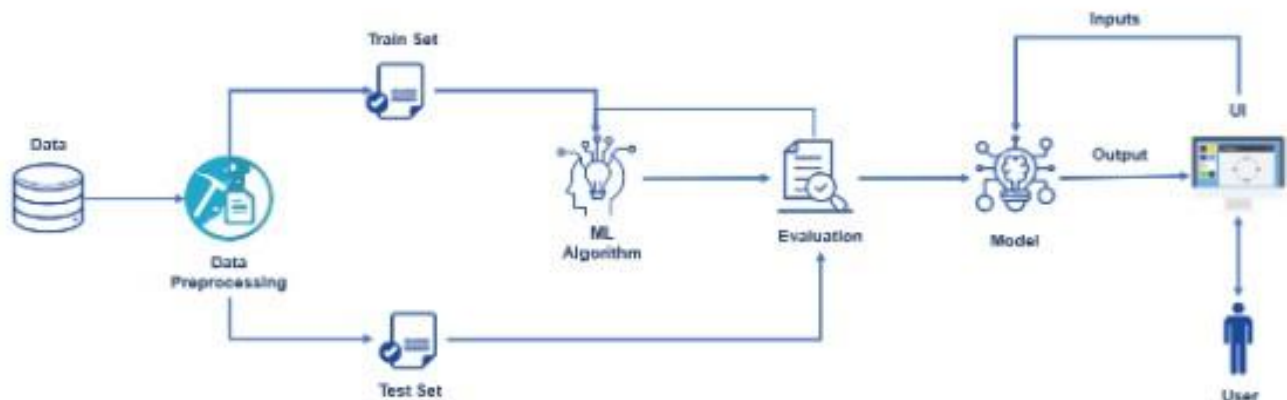 Data
Data
Preprocessing
Train Set
Test Set
ML
Algorithm
Evaluation
Model
Inputs
Output
UI
User